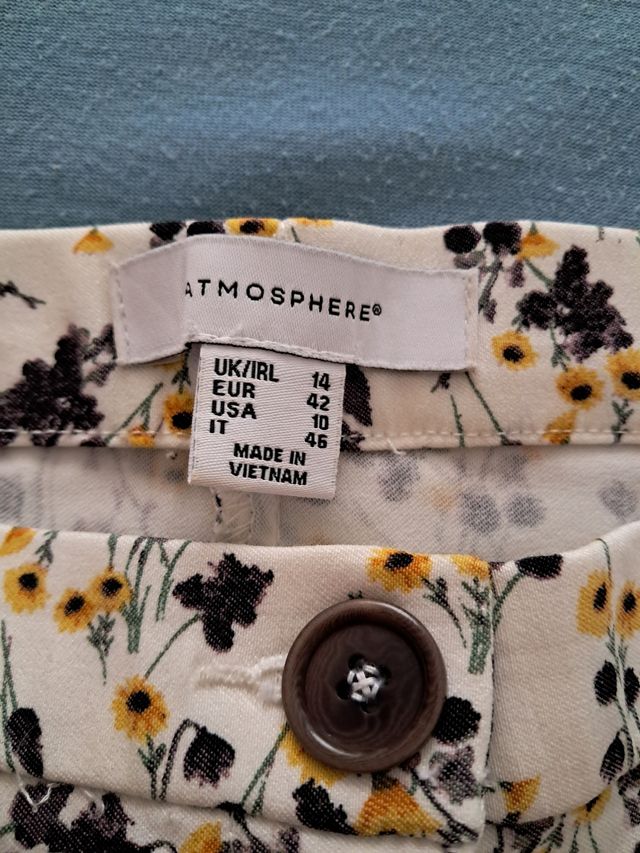 ATMOSPHERE®
UK/IRL 14
EUR 42
USA 10
IT 46
MADE IN
VIETNAM